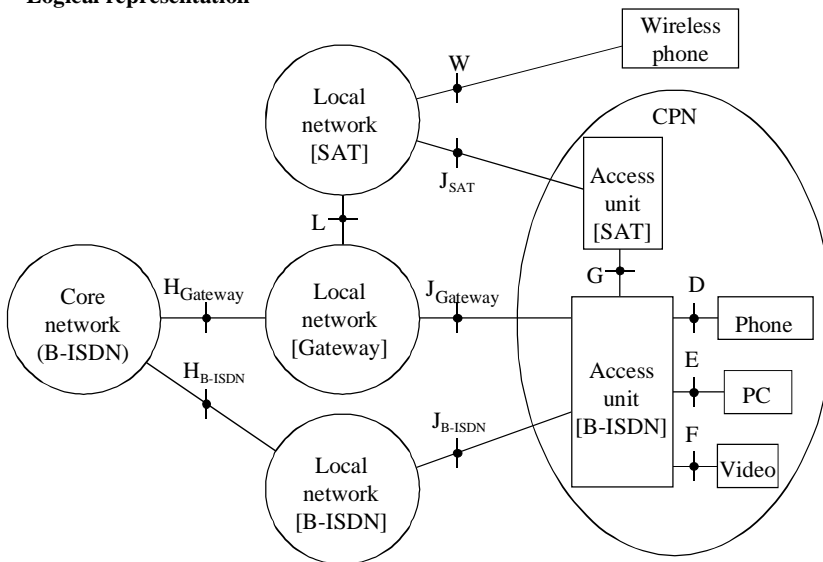 Logical representation
Wireless
phone
W
Local
network
[SAT]
CPN
J_SAT
Access
unit
[SAT]
L
G
Core
network
(B-ISDN)
H_Gateway
Local
network
[Gateway]
J_Gateway
D
Phone
H_B-ISDN
Access
unit
[B-ISDN]
E
PC
J_B-ISDN
F
Video
Local
network
[B-ISDN]